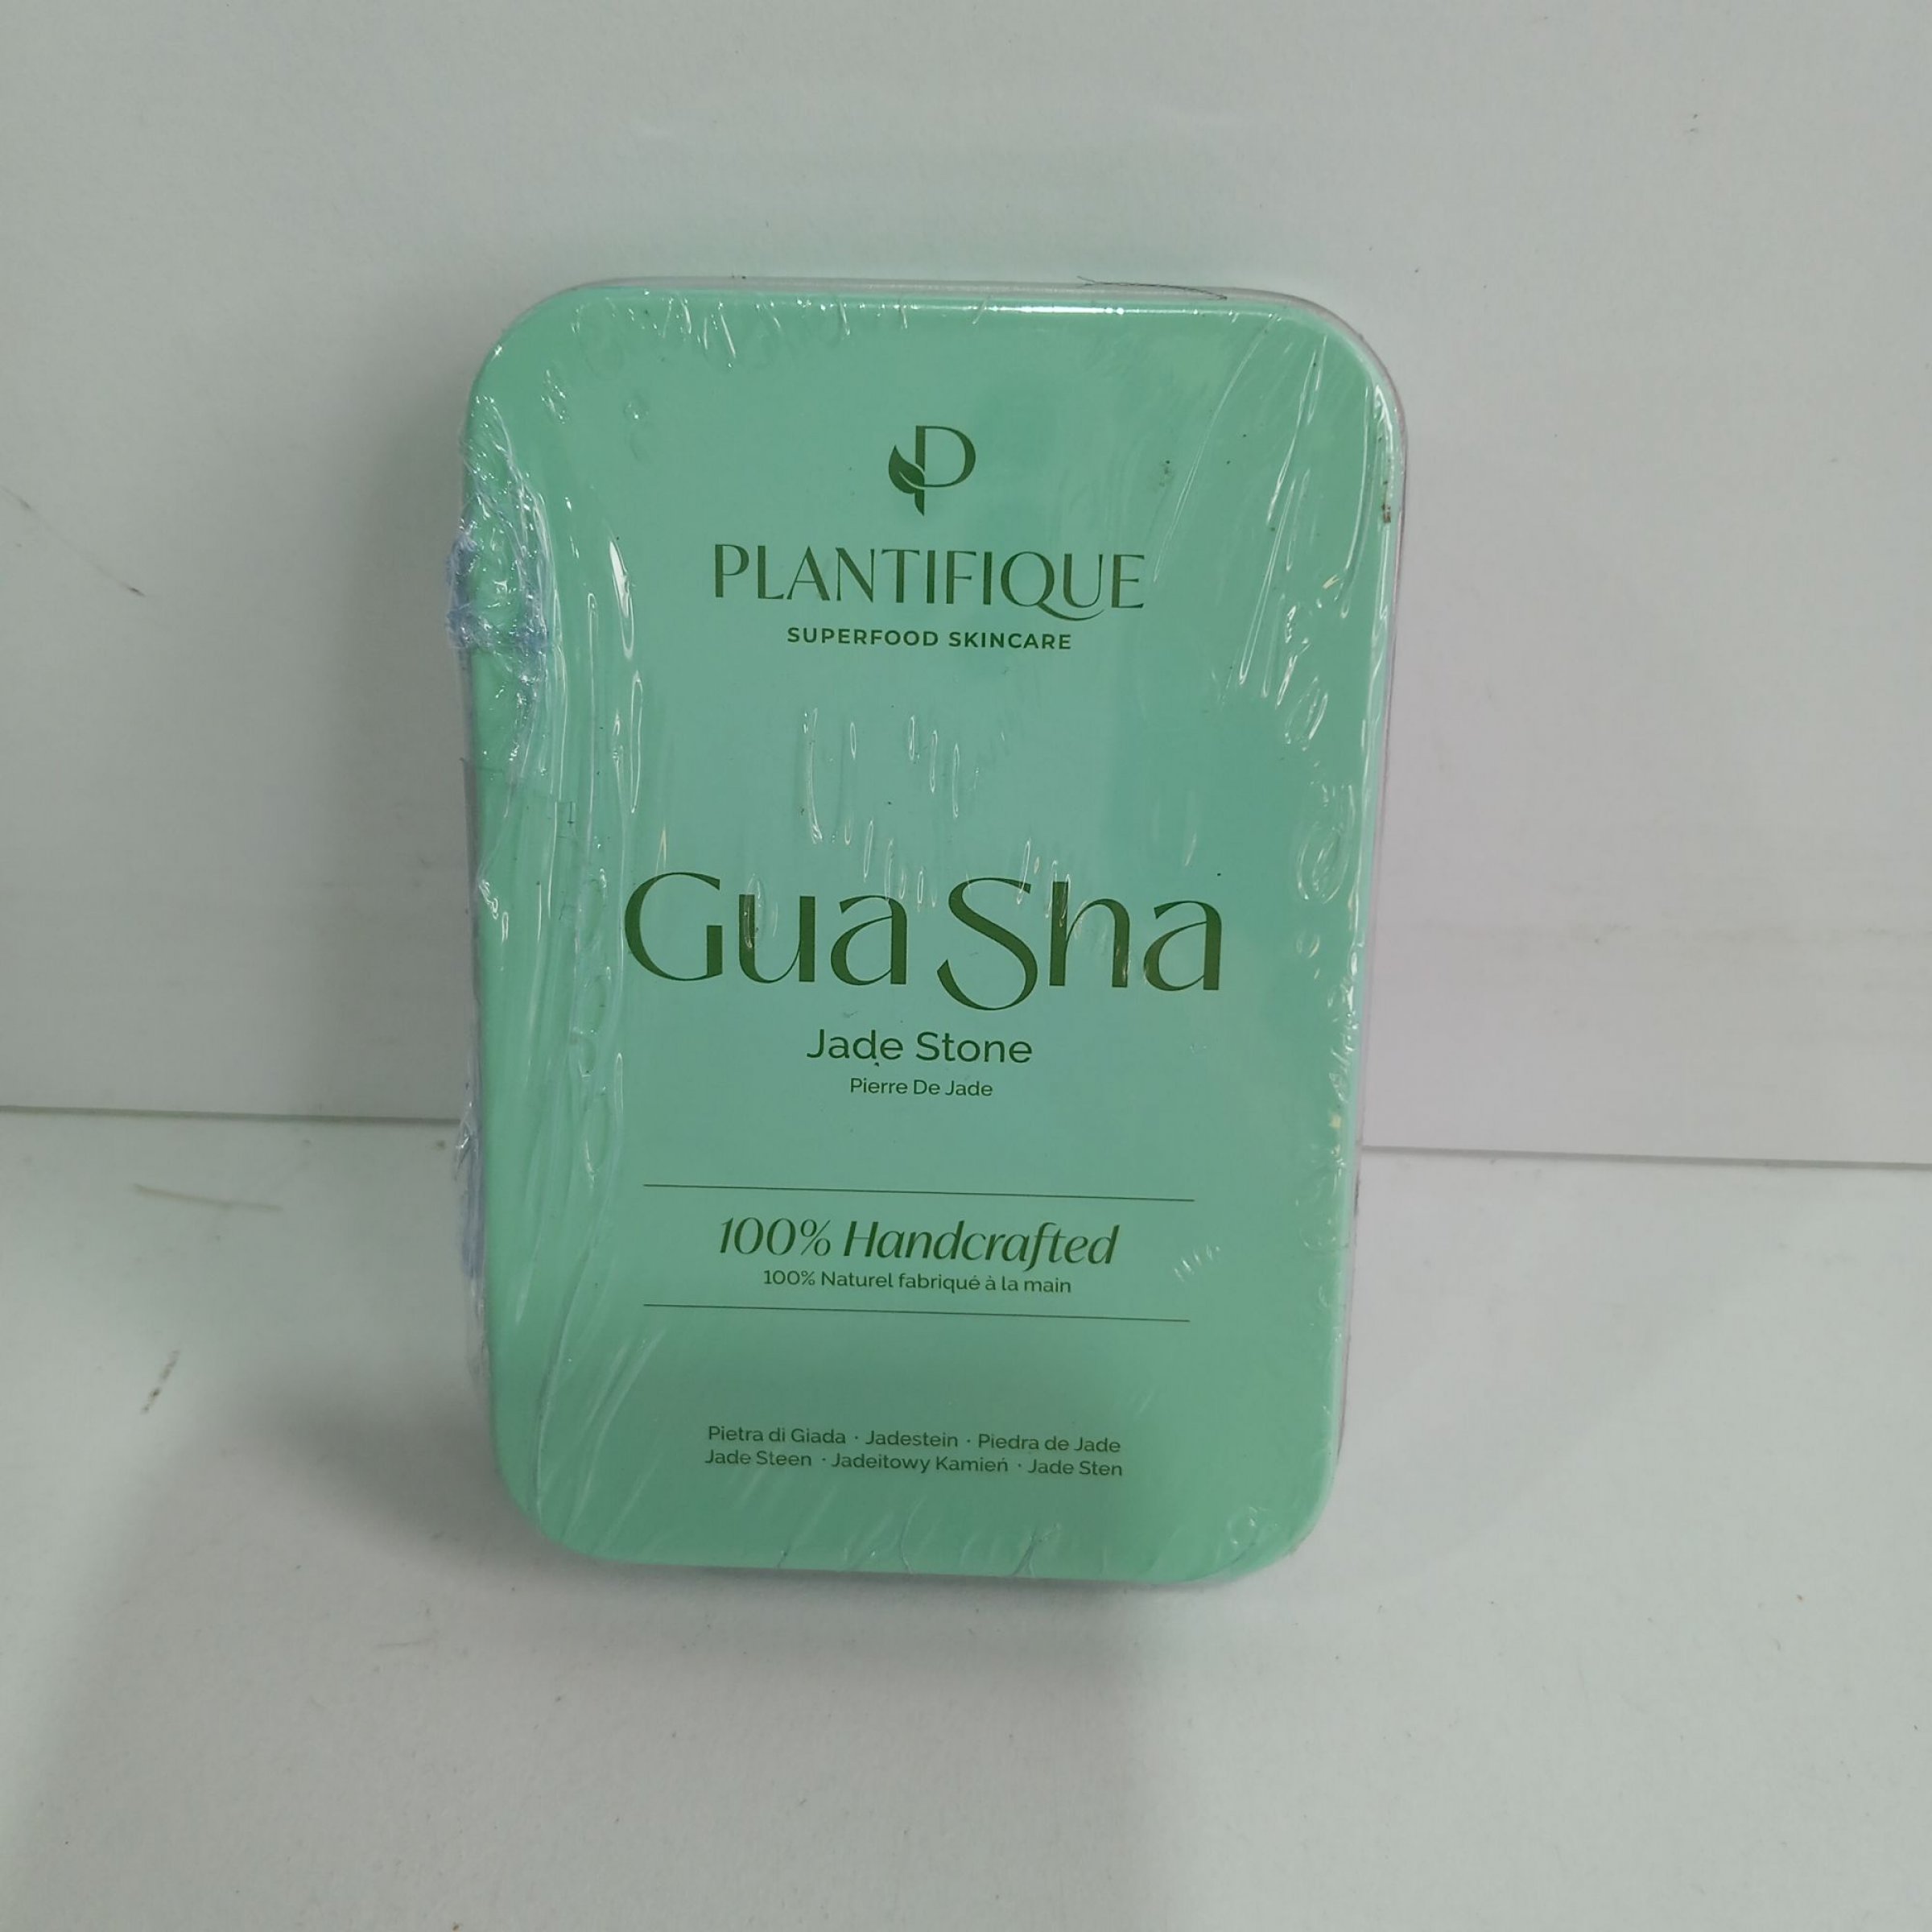 PLANTIFIQUE
SUPERFOOD SKINCARE
Gua Sha
Jade Stone
Pierre De Jade
100% Handcrafted
100% Naturel fabriqué à la main
Pietra di Giada · Jadestein · Piedra de Jade
Jade Steen · Jadeitowy Kamień · Jade Sten